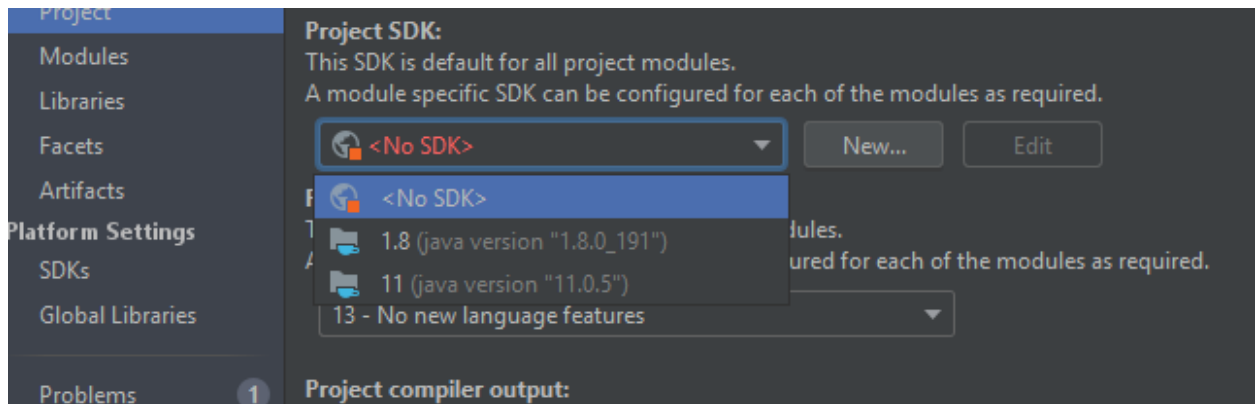 Project
Modules
Libraries
Facets
Artifacts
Platform Settings
SDKs
Global Libraries
Problems 1
Project SDK:
This SDK is default for all project modules.
A module specific SDK can be configured for each of the modules as required.
<No SDK> New... Edit
<No SDK>
1.8 (java version "1.8.0_191") dules.
11 (java version "11.0.5") ured for each of the modules as required.
13 - No new language features
Project compiler output: